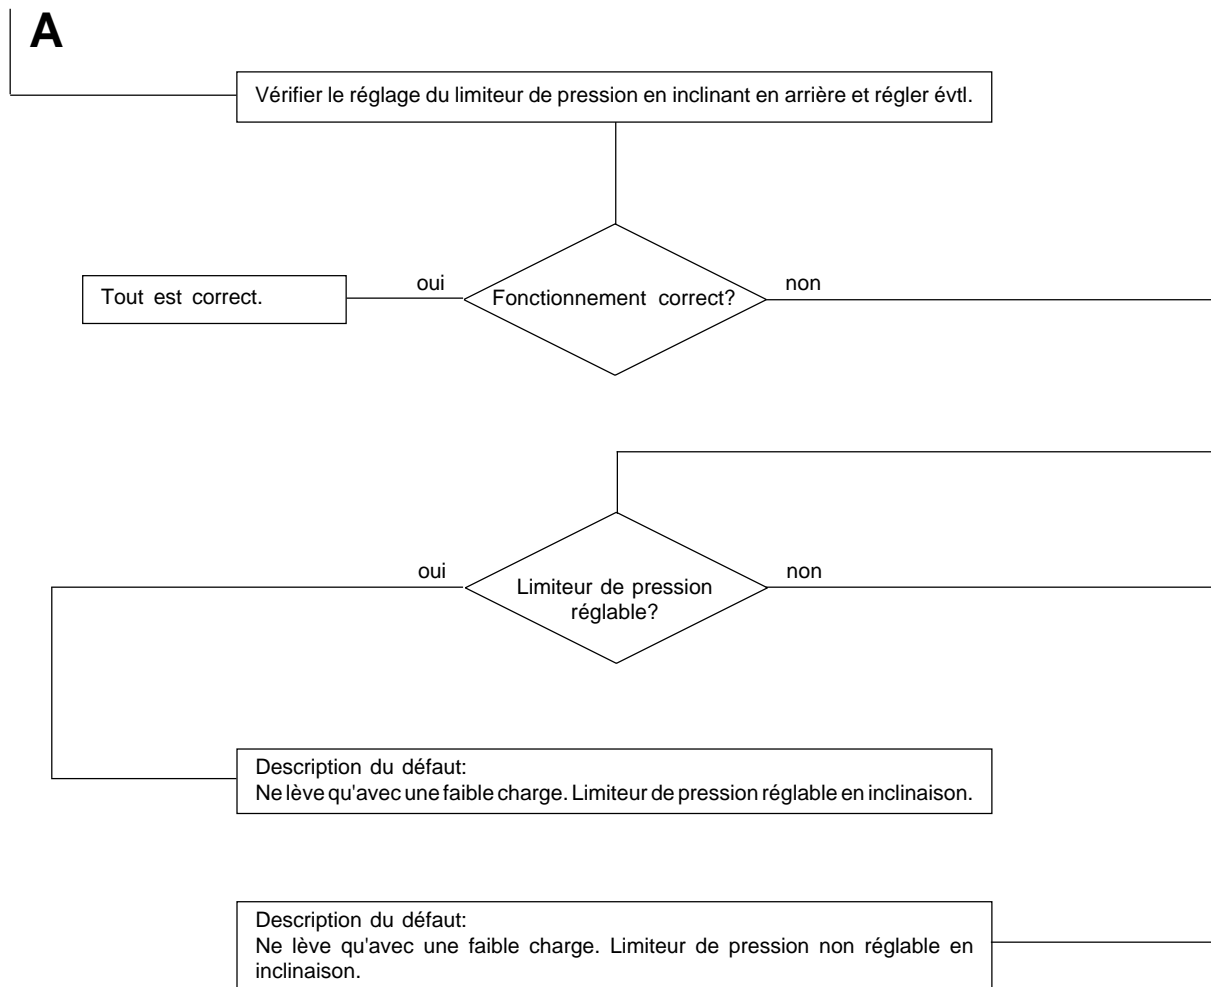 A
Vérifier le réglage du limiteur de pression en inclinant en arrière et régler évtl.
oui
non
Tout est correct.
Fonctionnement correct?
oui
non
Limiteur de pression
réglable?
Description du défaut:
Ne lève qu'avec une faible charge. Limiteur de pression réglable en inclinaison.
Description du défaut:
Ne lève qu'avec une faible charge. Limiteur de pression non réglable en
inclinaison.